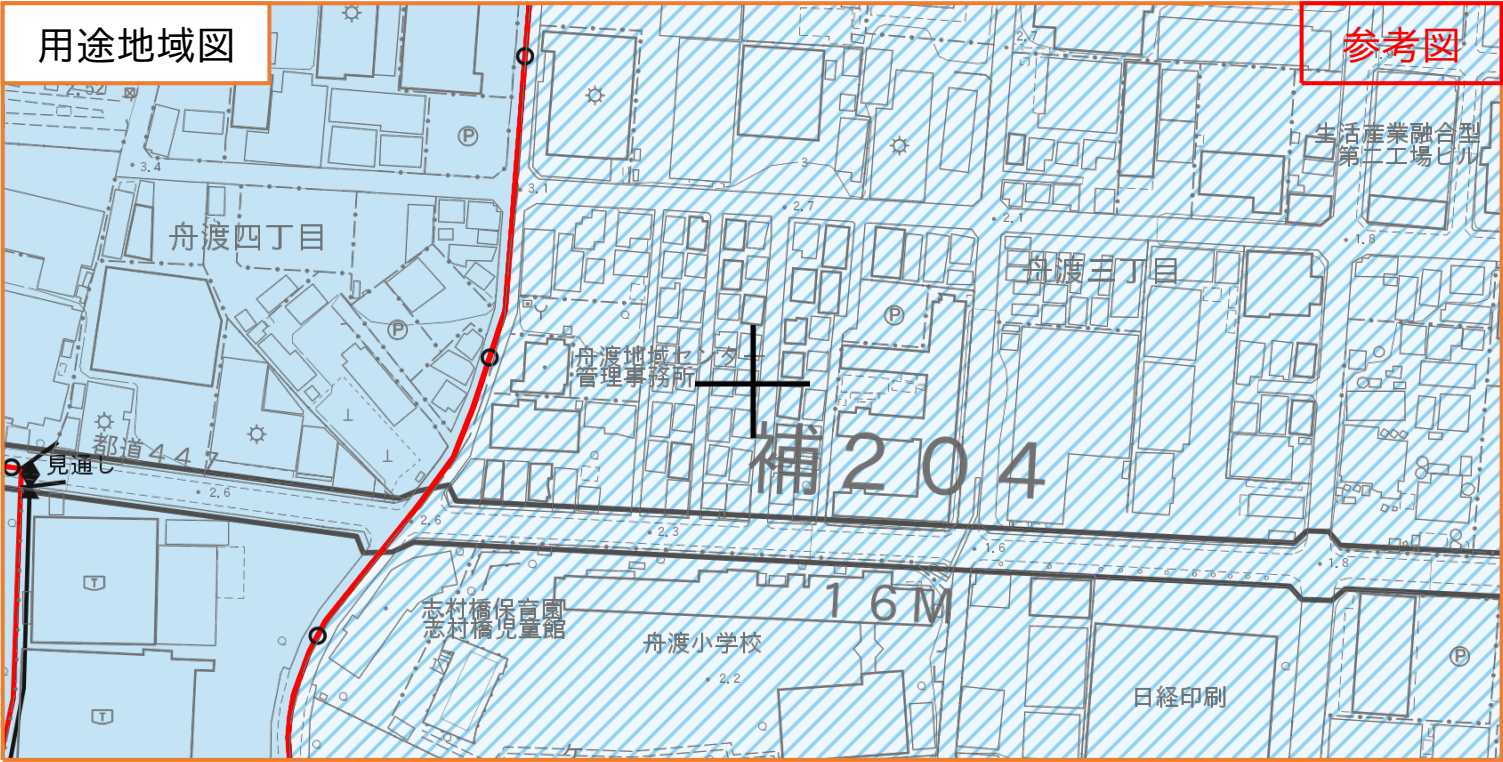 用途地域図
参考図
2.7
2.52
生活産業融合型
第二工場ビル
3.4
3
3.1
2.7
2.1
1.8
舟渡四丁目
舟渡三丁目
P
P
P
舟渡地域センター
管理事務所
都道447
見通し
補204
2.6
2.6
2.3
1.6
1.8
16M
志村橋保育園
志村橋児童館
舟渡小学校
2.2
日経印刷
P
T
T